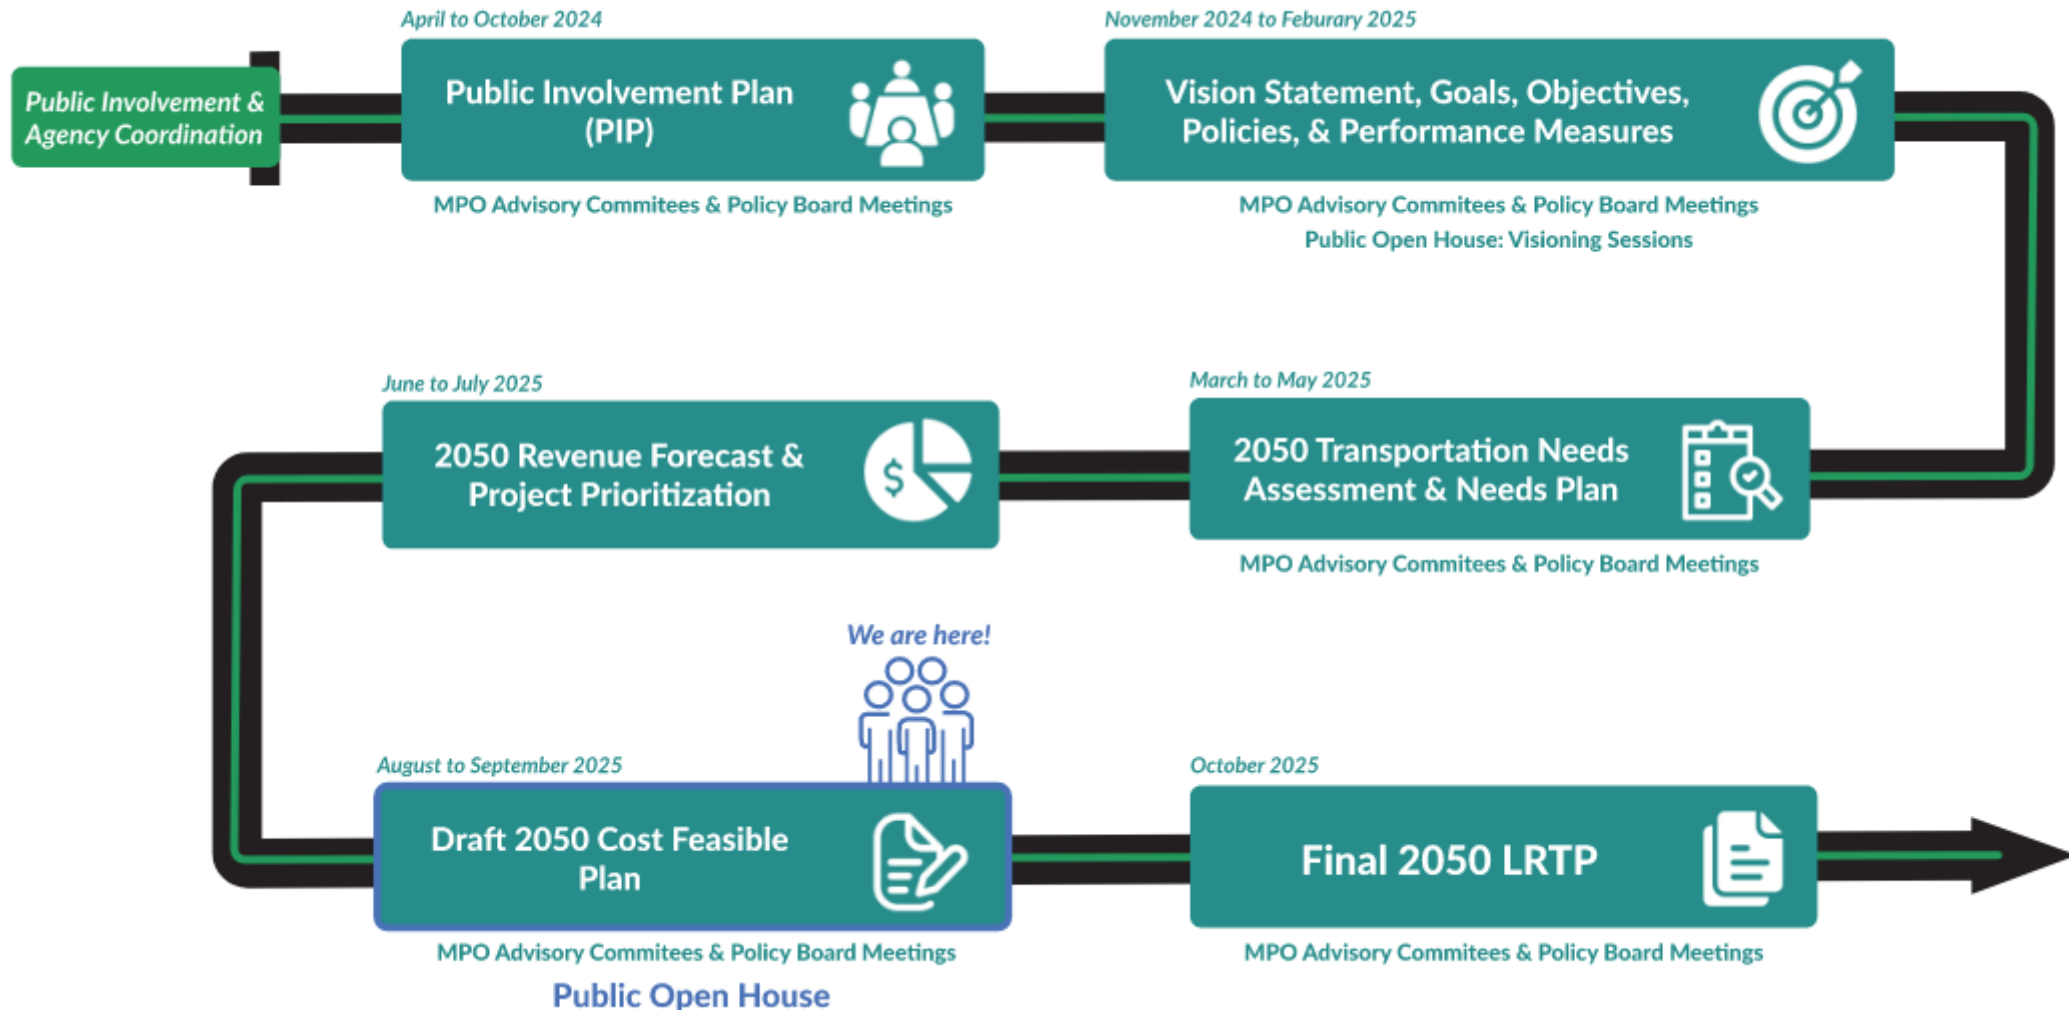 April to October 2024
November 2024 to Feburary 2025
Public Involvement &
Agency Coordination
Public Involvement Plan
(PIP)
Vision Statement, Goals, Objectives,
Policies, & Performance Measures
MPO Advisory Commitees & Policy Board Meetings
MPO Advisory Commitees & Policy Board Meetings
Public Open House: Visioning Sessions
March to May 2025
2050 Transportation Needs
Assessment & Needs Plan
MPO Advisory Commitees & Policy Board Meetings
June to July 2025
2050 Revenue Forecast &
Project Prioritization
$
We are here!
August to September 2025
Draft 2050 Cost Feasible
Plan
MPO Advisory Commitees & Policy Board Meetings
Public Open House
October 2025
Final 2050 LRTP
MPO Advisory Commitees & Policy Board Meetings